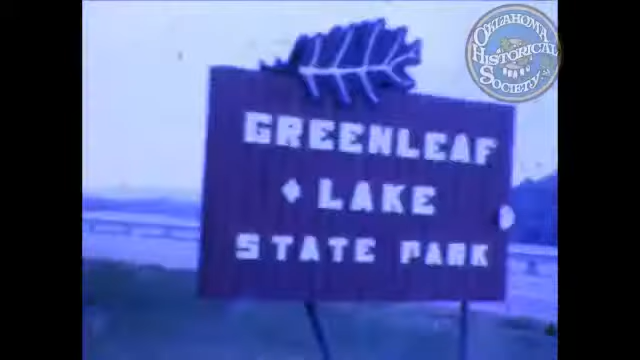 OKLAHOMA
HISTORICAL
SOCIETY
GREENLEAF
LAKE
STATE PARK